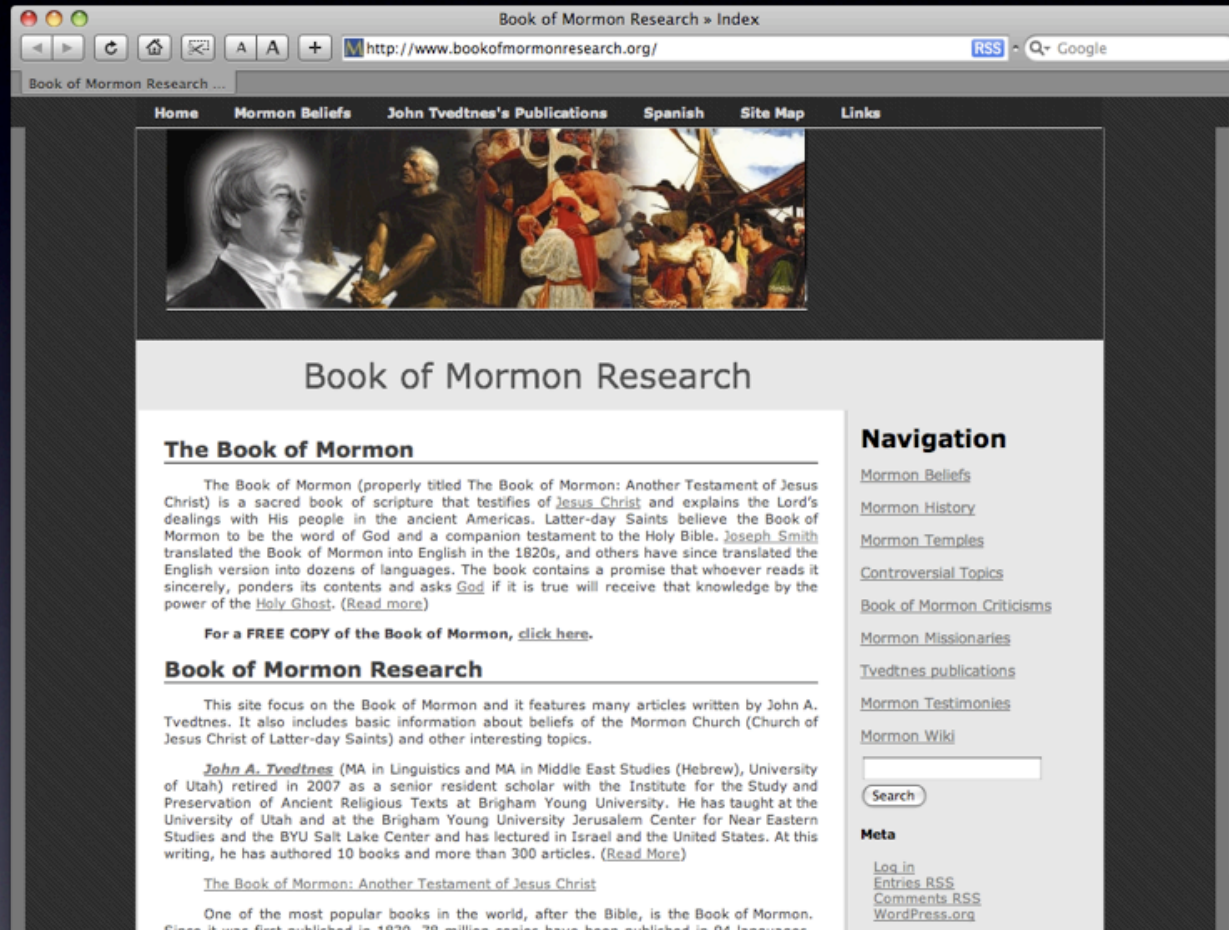 Book of Mormon Research » Index
A A + http://www.bookofmormonresearch.org/ RSS Google
Book of Mormon Research ...
Home Mormon Beliefs John Tvedtnes's Publications Spanish Site Map Links
Book of Mormon Research
The Book of Mormon
The Book of Mormon (properly titled The Book of Mormon: Another Testament of Jesus
Christ) is a sacred book of scripture that testifies of Jesus Christ and explains the Lord's
dealings with His people in the ancient Americas. Latter-day Saints believe the Book of
Mormon to be the word of God and a companion testament to the Holy Bible. Joseph Smith
translated the Book of Mormon into English in the 1820s, and others have since translated the
English version into dozens of languages. The book contains a promise that whoever reads it
sincerely, ponders its contents and asks God if it is true will receive that knowledge by the
power of the Holy Ghost. (Read more)
For a FREE COPY of the Book of Mormon, click here.
Book of Mormon Research
This site focus on the Book of Mormon and it features many articles written by John A.
Tvedtnes. It also includes basic information about beliefs of the Mormon Church (Church of
Jesus Christ of Latter-day Saints) and other interesting topics.
John A. Tvedtnes (MA in Linguistics and MA in Middle East Studies (Hebrew), University
of Utah) retired in 2007 as a senior resident scholar with the Institute for the Study and
Preservation of Ancient Religious Texts at Brigham Young University. He has taught at the
University of Utah and at the Brigham Young University Jerusalem Center for Near Eastern
Studies and the BYU Salt Lake Center and has lectured in Israel and the United States. At this
writing, he has authored 10 books and more than 300 articles. (Read More)
The Book of Mormon: Another Testament of Jesus Christ
One of the most popular books in the world, after the Bible, is the Book of Mormon.
Since it was first published in 1830, 78 million copies have been published in 94 languages.
Navigation
Mormon Beliefs
Mormon History
Mormon Temples
Controversial Topics
Book of Mormon Criticisms
Mormon Missionaries
Tvedtnes publications
Mormon Testimonies
Mormon Wiki
Search
Meta
Log in
Entries RSS
Comments RSS
WordPress.org